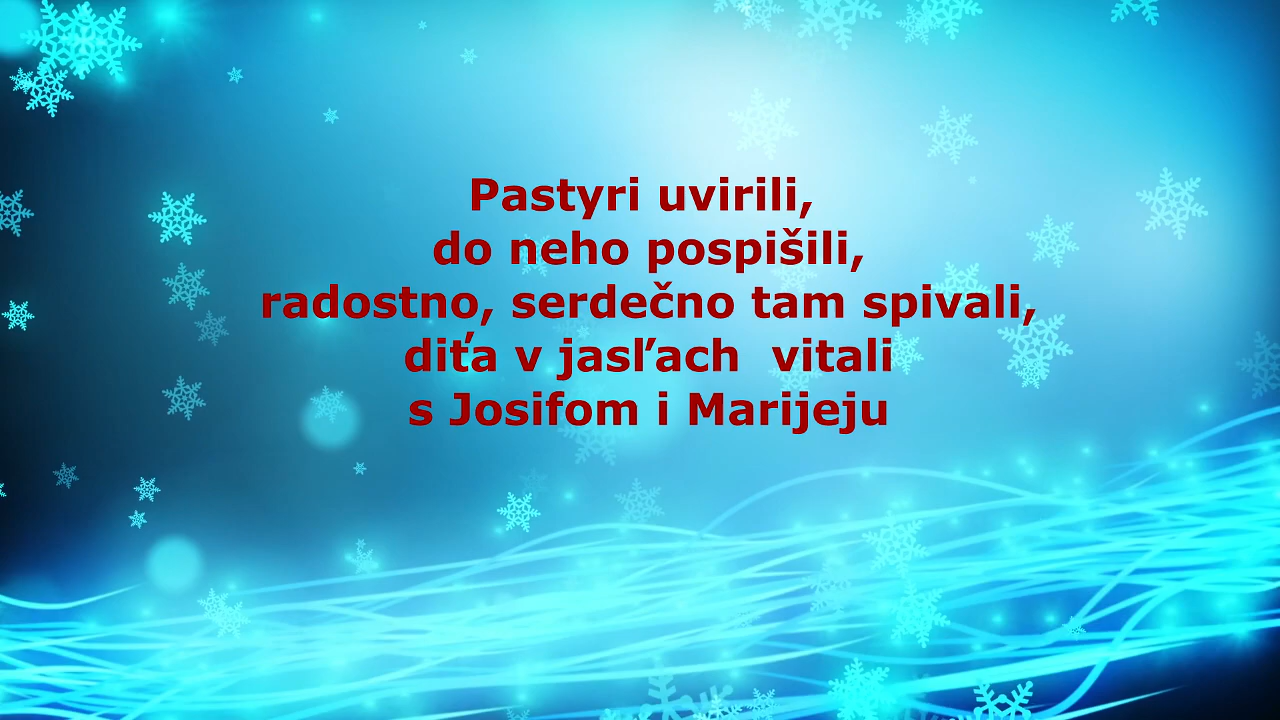 Pastyri uvirili,
do neho pospišili,
radostno, serdečno tam spivali,
diťa v jasľach  vitali
s Josifom i Marijeju